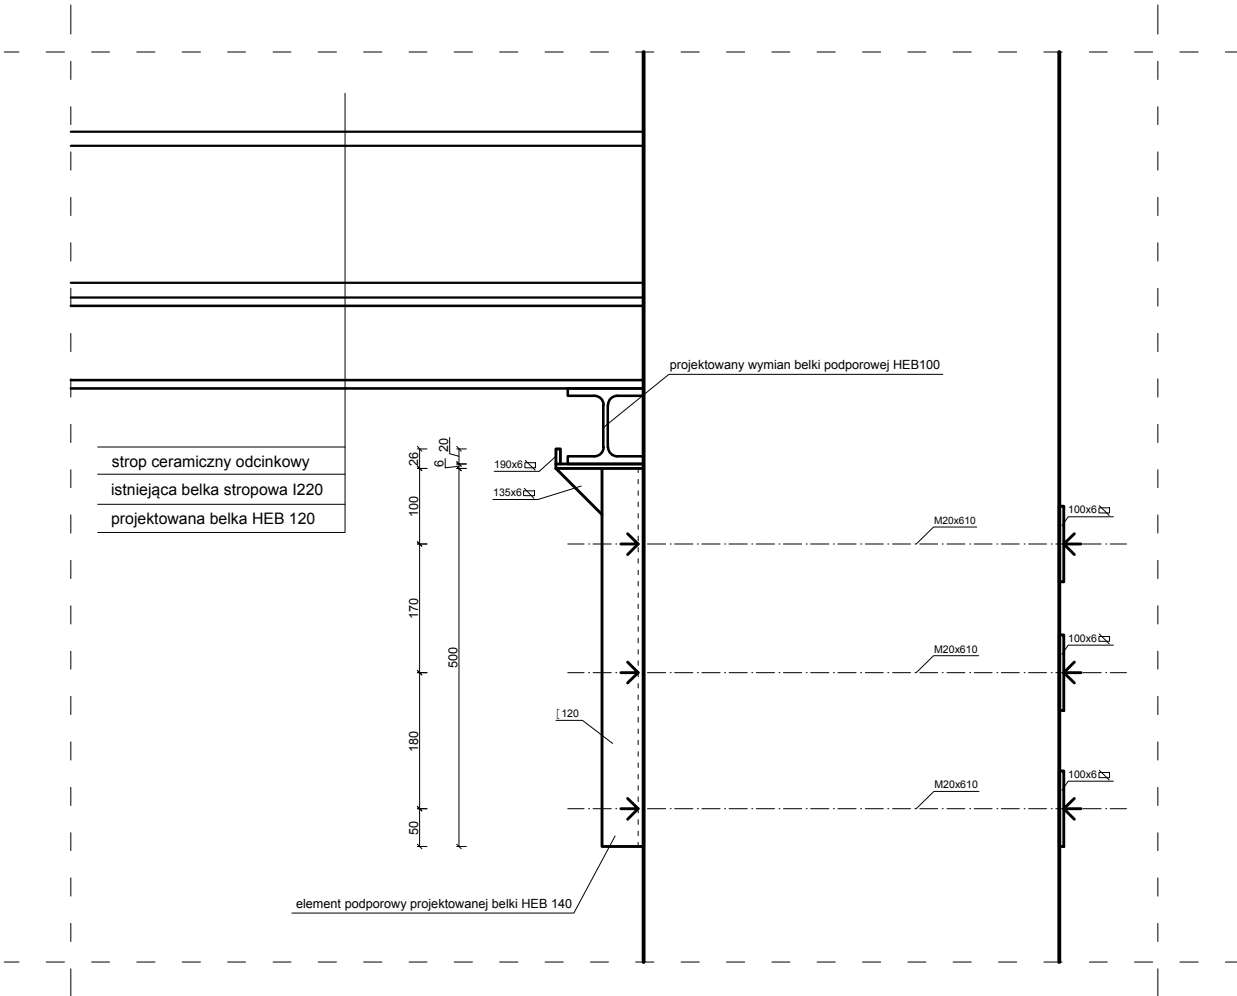 projektowany wymian belki podporowej HEB100
strop ceramiczny odcinkowy
istniejąca belka stropowa I220
projektowana belka HEB 120
26
20
6
100
170
180
50
500
190x6
135x6
[ 120
M20x610
100x6
M20x610
100x6
M20x610
100x6
element podporowy projektowanej belki HEB 140